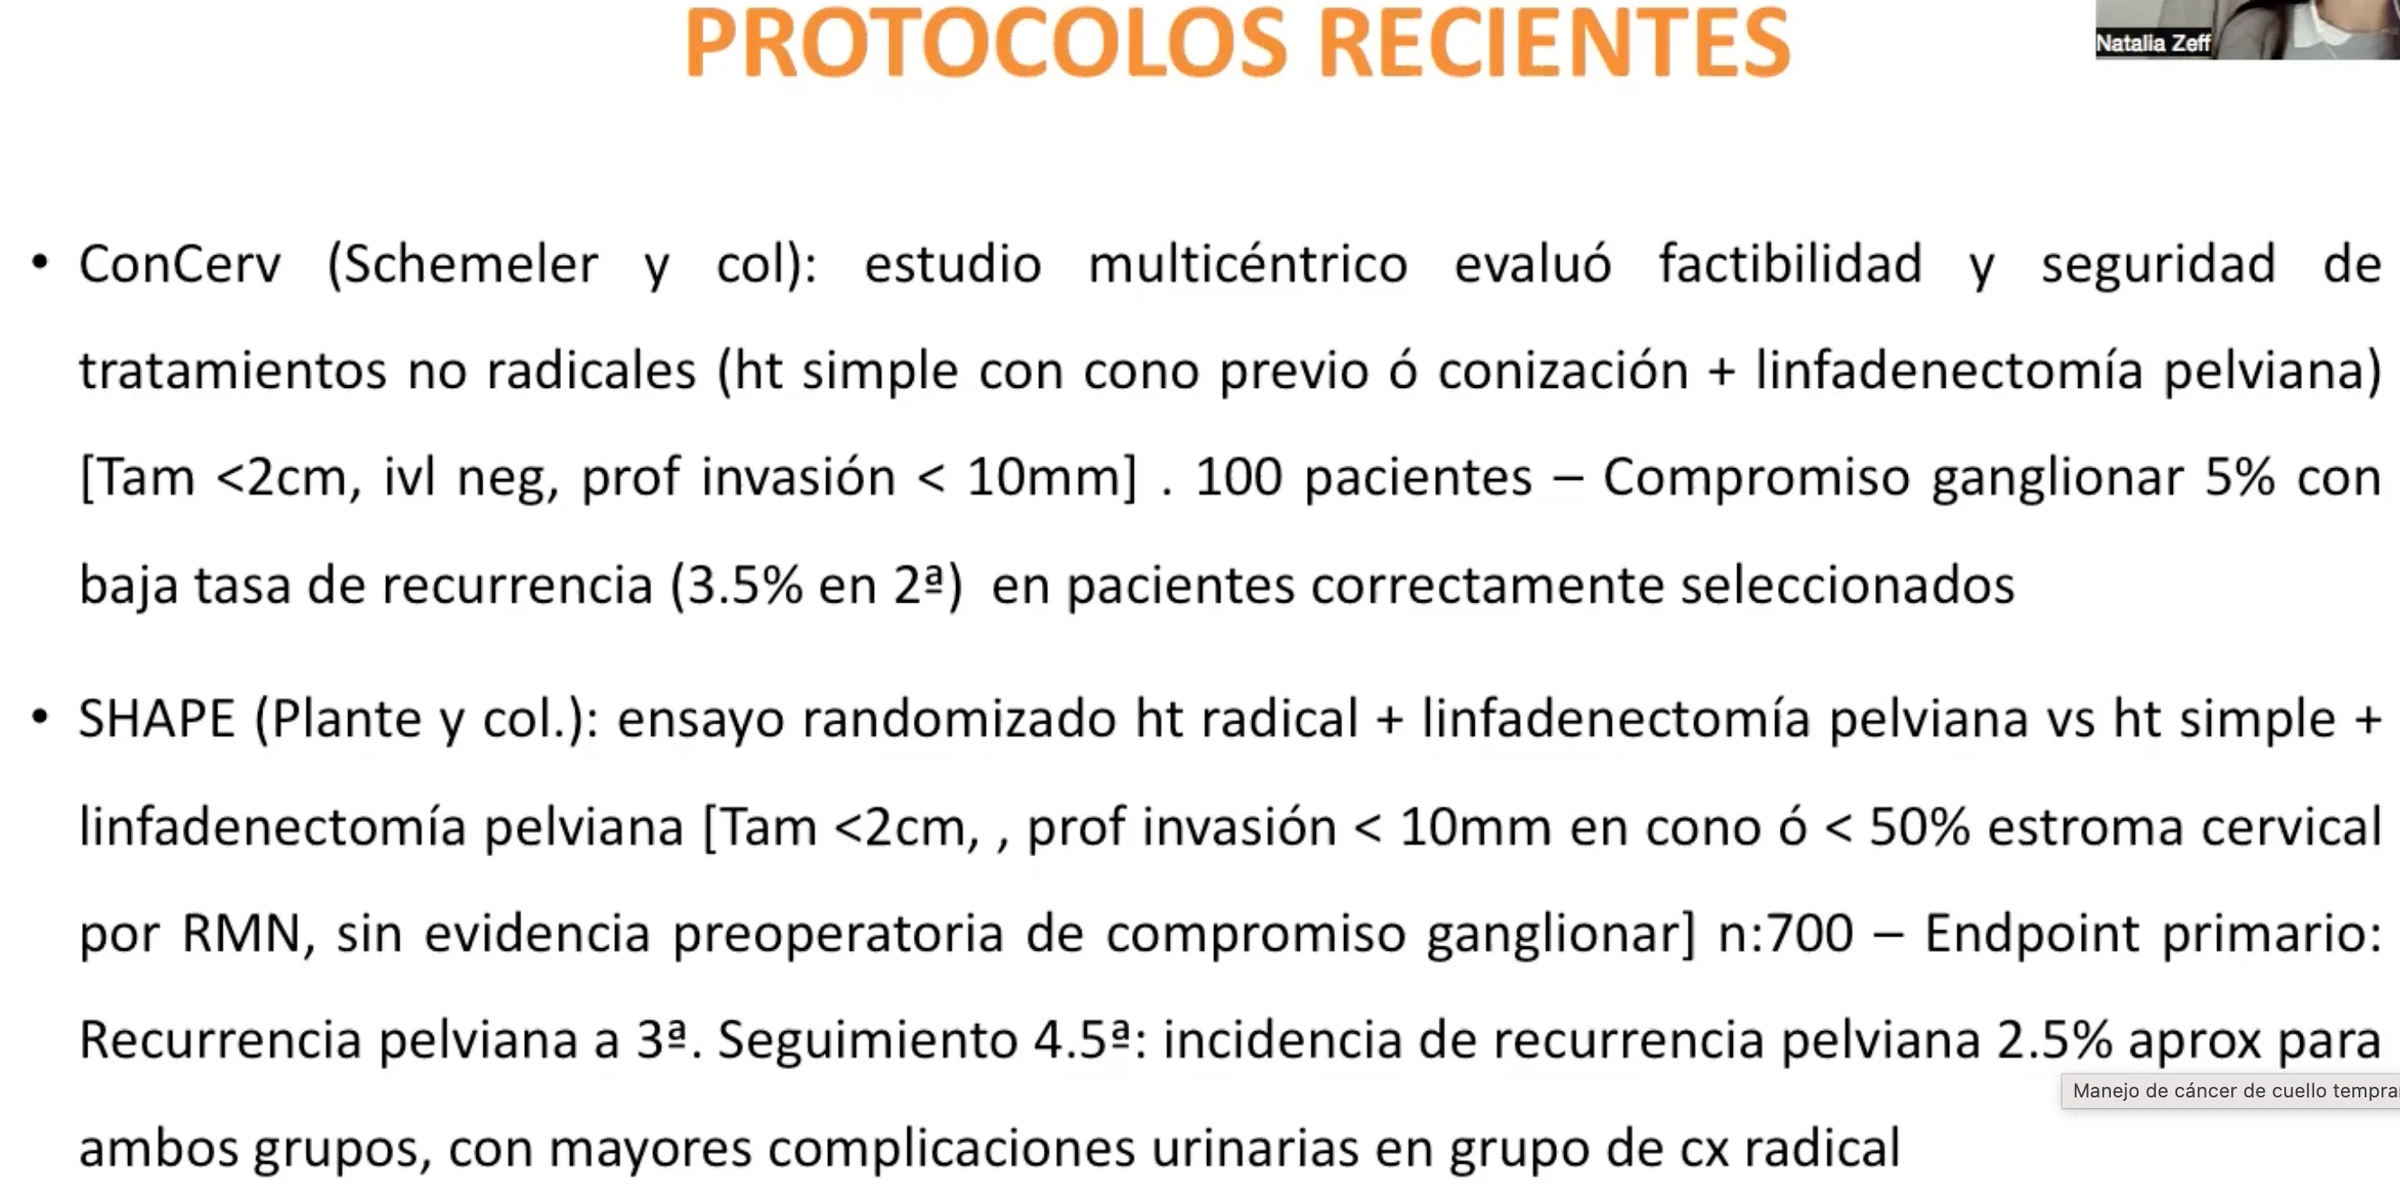 PROTOCOLOS RECIENTES
Natalia Zeff
• ConCerv (Schemeler y col): estudio multicéntrico evaluó factibilidad y seguridad de
tratamientos no radicales (ht simple con cono previo ó conización + linfadenectomía pelviana)
[Tam <2cm, ivl neg, prof invasión < 10mm] . 100 pacientes – Compromiso ganglionar 5% con
baja tasa de recurrencia (3.5% en 2ª)  en pacientes correctamente seleccionados
• SHAPE (Plante y col.): ensayo randomizado ht radical + linfadenectomía pelviana vs ht simple +
linfadenectomía pelviana [Tam <2cm, , prof invasión < 10mm en cono ó < 50% estroma cervical
por RMN, sin evidencia preoperatoria de compromiso ganglionar] n:700 – Endpoint primario:
Recurrencia pelviana a 3ª. Seguimiento 4.5ª: incidencia de recurrencia pelviana 2.5% aprox para
Manejo de cáncer de cuello tempra
ambos grupos, con mayores complicaciones urinarias en grupo de cx radical